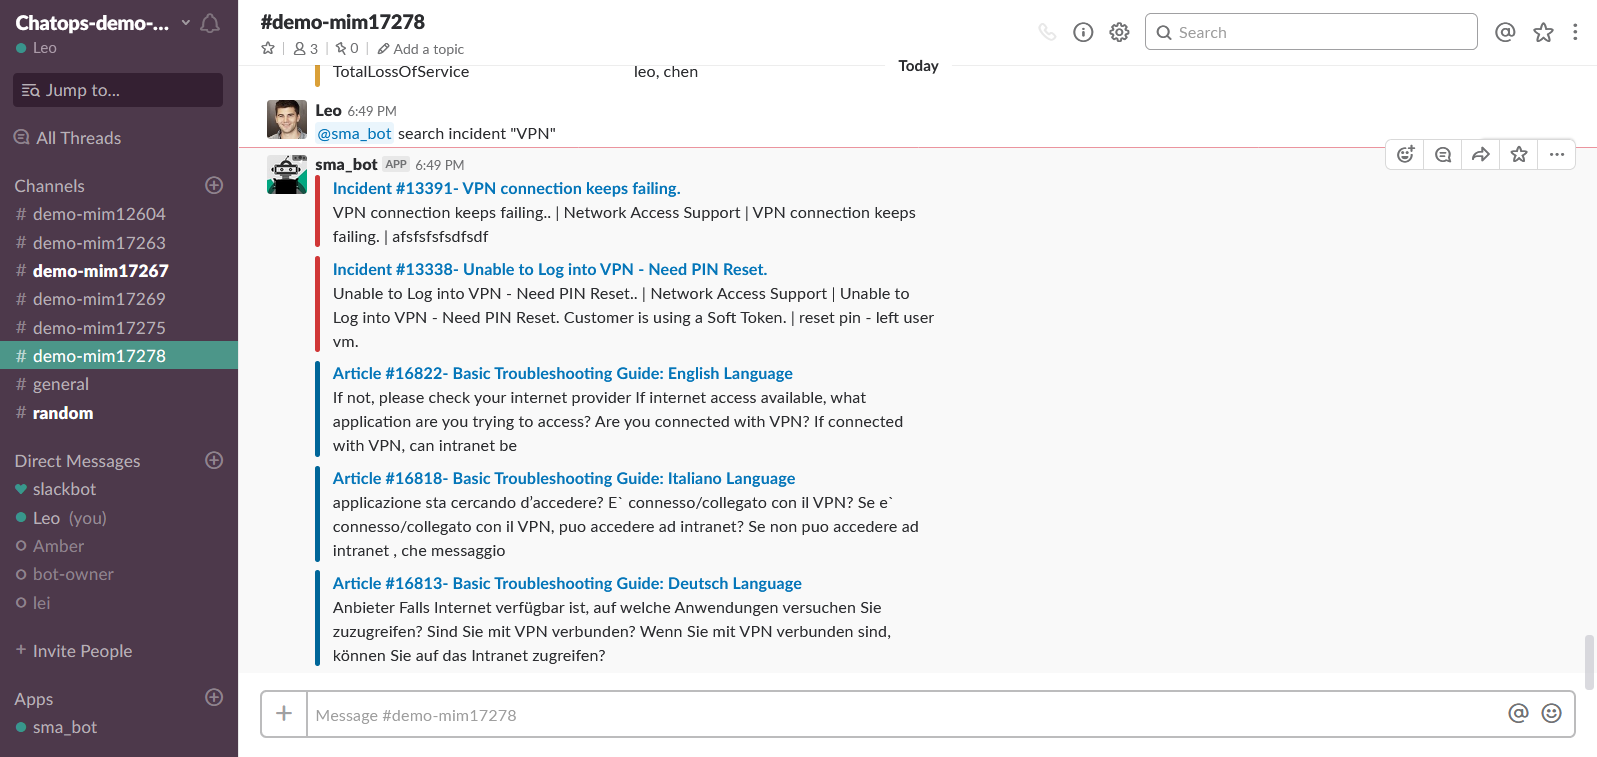 Chatops-demo-...
Leo
Jump to...
All Threads
Channels
# demo-mim12604
# demo-mim17263
# demo-mim17267
# demo-mim17269
# demo-mim17275
# demo-mim17278
# general
# random
Direct Messages
slackbot
Leo (you)
Amber
bot-owner
lei
+ Invite People
Apps
sma_bot
#demo-mim17278
3
0
Add a topic
Search
Today
TotalLossOfService leo, chen
Leo 6:49 PM
@sma_bot search incident "VPN"
sma_bot APP 6:49 PM
Incident #13391- VPN connection keeps failing.
VPN connection keeps failing.. | Network Access Support | VPN connection keeps
failing. | afsfsfsfsdfsdf
Incident #13338- Unable to Log into VPN - Need PIN Reset.
Unable to Log into VPN - Need PIN Reset.. | Network Access Support | Unable to
Log into VPN - Need PIN Reset. Customer is using a Soft Token. | reset pin - left user
vm.
Article #16822- Basic Troubleshooting Guide: English Language
If not, please check your internet provider If internet access available, what
application are you trying to access? Are you connected with VPN? If connected
with VPN, can intranet be
Article #16818- Basic Troubleshooting Guide: Italiano Language
applicazione sta cercando d’accedere? E` connesso/collegato con il VPN? Se e`
connesso/collegato con il VPN, puo accedere ad intranet? Se non puo accedere ad
intranet , che messaggio
Article #16813- Basic Troubleshooting Guide: Deutsch Language
Anbieter Falls Internet verfügbar ist, auf welche Anwendungen versuchen Sie
zuzugreifen? Sind Sie mit VPN verbunden? Wenn Sie mit VPN verbunden sind,
können Sie auf das Intranet zugreifen?
Message #demo-mim17278